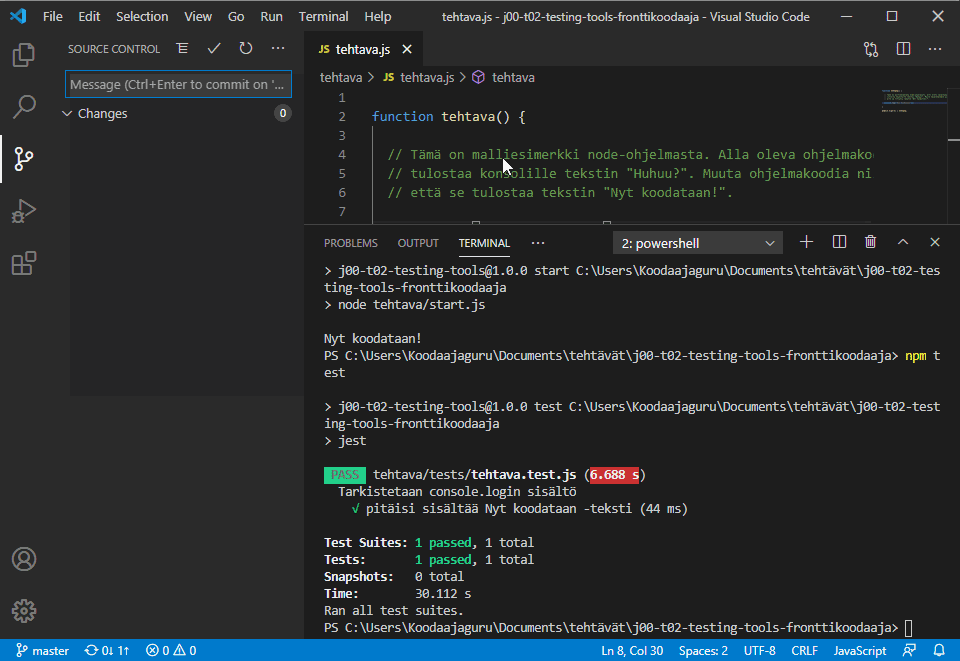 File Edit Selection View Go Run Terminal Help tehtava.js - j00-t02-testing-tools-fronttikoodaaja - Visual Studio Code
SOURCE CONTROL
Message (Ctrl+Enter to commit on '...
Changes 0
JS tehtava.js
tehtava > JS tehtava.js > tehtava
1
2 function tehtava() {
3
4 // Tämä on malliesimerkki node-ohjelmasta. Alla oleva ohjelmakoo
5 // tulostaa konsolille tekstin "Huhuu?". Muuta ohjelmakoodia ni
6 // että se tulostaa tekstin "Nyt koodataan!".
7
PROBLEMS OUTPUT TERMINAL ... 2: powershell
> j00-t02-testing-tools@1.0.0 start C:\Users\Koodaajaguru\Documents\tehtävät\j00-t02-tes
ting-tools-fronttikoodaaja
> node tehtava/start.js
Nyt koodataan!
PS C:\Users\Koodaajaguru\Documents\tehtävät\j00-t02-testing-tools-fronttikoodaaja> npm t
est
> j00-t02-testing-tools@1.0.0 test C:\Users\Koodaajaguru\Documents\tehtävät\j00-t02-test
ing-tools-fronttikoodaaja
> jest
PASS tehtava/tests/tehtava.test.js (6.688 s)
Tarkistetaan console.login sisältö
√ pitäisi sisältää Nyt koodataan -teksti (44 ms)
Test Suites: 1 passed, 1 total
Tests: 1 passed, 1 total
Snapshots: 0 total
Time: 30.112 s
Ran all test suites.
PS C:\Users\Koodaajaguru\Documents\tehtävät\j00-t02-testing-tools-fronttikoodaaja>
master 0↓ 1↑ 0 0 Ln 8, Col 30 Spaces: 2 UTF-8 CRLF JavaScript